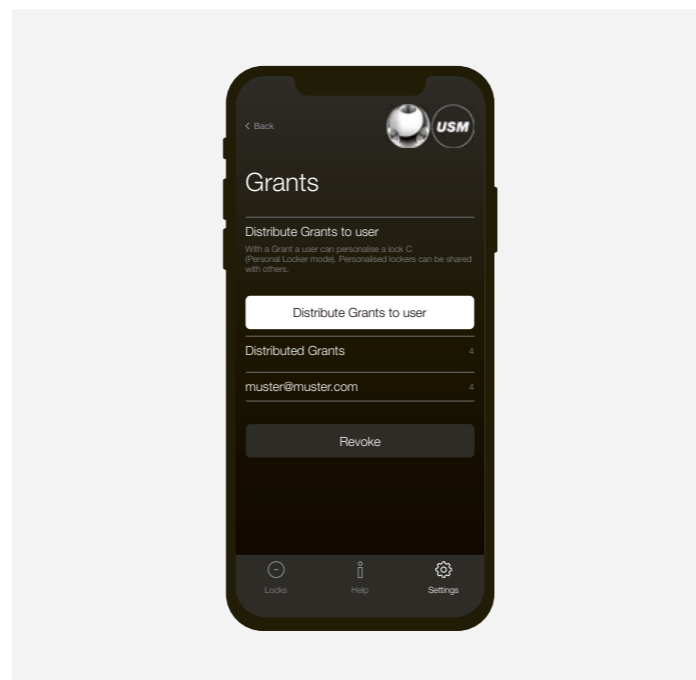 Back
USM
Grants
Distribute Grants to user
With a Grant a user can personalise a lock C
(Personal Locker mode). Personalised lockers can be shared
with others.
Distribute Grants to user
Distributed Grants 4
muster@muster.com 4
Revoke
Locks Help Settings